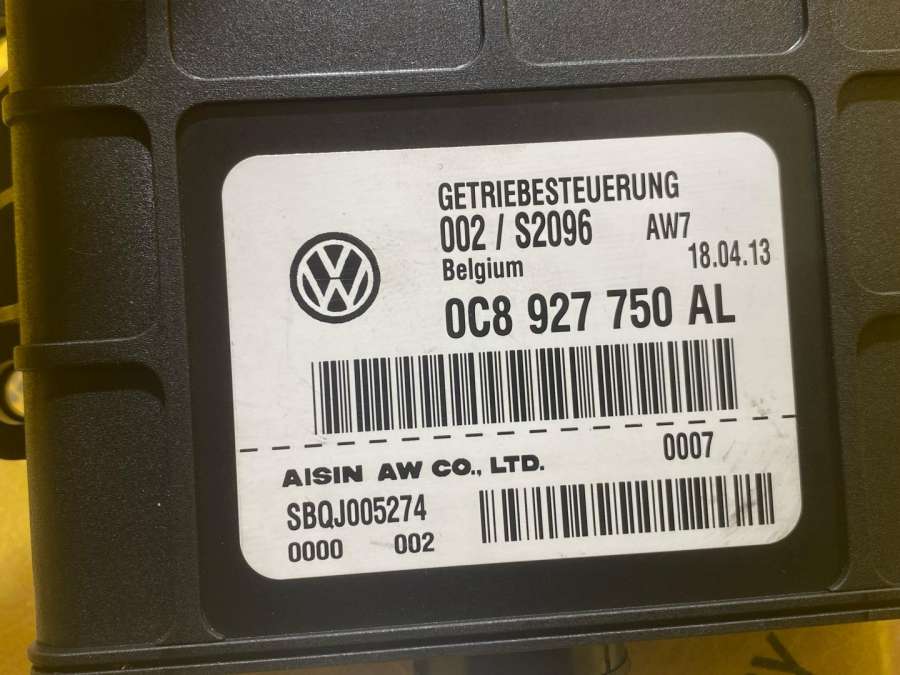 GETRIEBESTEUERUNG
002 / S2096 AW7
Belgium 18.04.13
0C8 927 750 AL
0007
AISIN AW CO., LTD.
SBQJ005274
0000 002